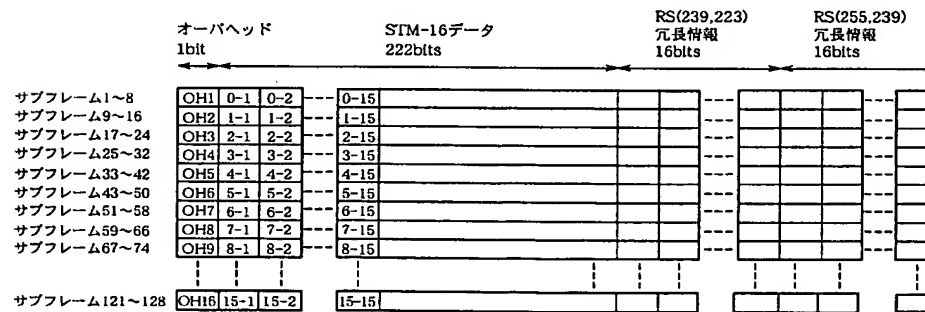 オーバヘッド
1bit
STM-16データ
222bits
RS(239,223)
冗長情報
16bits
RS(255,239)
冗長情報
16bits
サブフレーム1~8 OH1 0-1 0-2 0-15
サブフレーム9~16 OH2 1-1 1-2 1-15
サブフレーム17~24 OH3 2-1 2-2 2-15
サブフレーム25~32 OH4 3-1 3-2 3-15
サブフレーム33~42 OH5 4-1 4-2 4-15
サブフレーム43~50 OH6 5-1 5-2 5-15
サブフレーム51~58 OH7 6-1 6-2 6-15
サブフレーム59~66 OH8 7-1 7-2 7-15
サブフレーム67~74 OH9 8-1 8-2 8-15
サブフレーム121~128 OH16 15-1 15-2 15-15